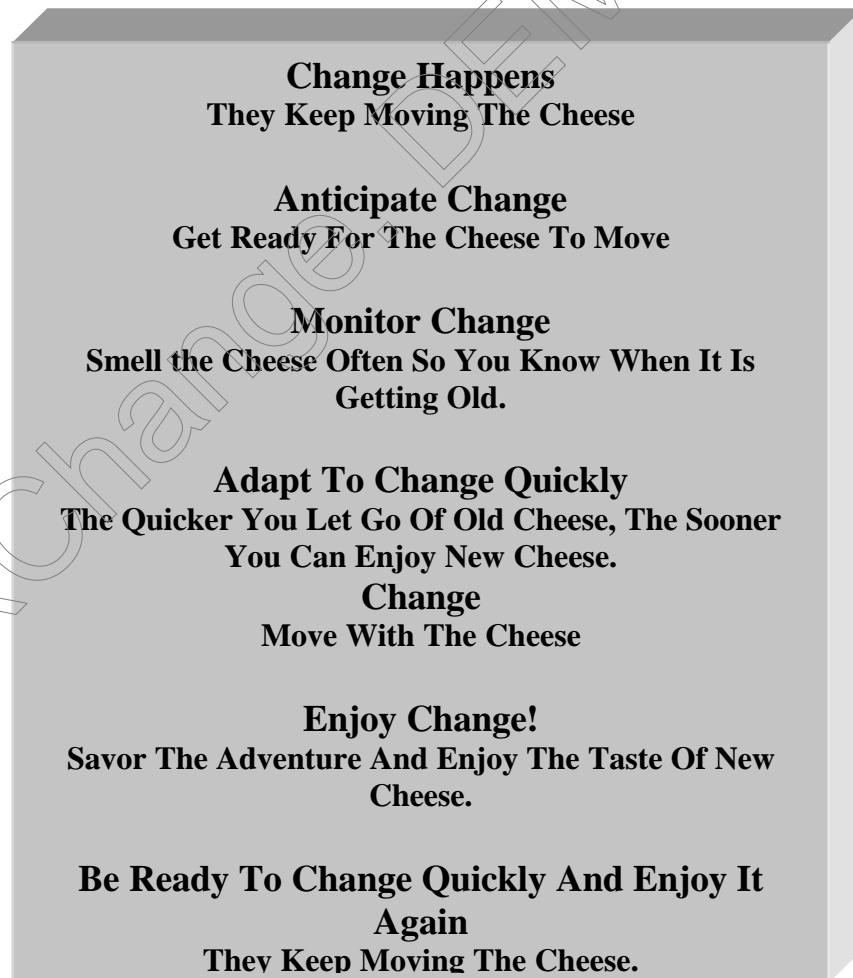 Change Happens
They Keep Moving The Cheese
Anticipate Change
Get Ready For The Cheese To Move
Monitor Change
Smell the Cheese Often So You Know When It Is
Getting Old.
Adapt To Change Quickly
The Quicker You Let Go Of Old Cheese, The Sooner
You Can Enjoy New Cheese.
Change
Move With The Cheese
Enjoy Change!
Savor The Adventure And Enjoy The Taste Of New
Cheese.
Be Ready To Change Quickly And Enjoy It
Again
They Keep Moving The Cheese.